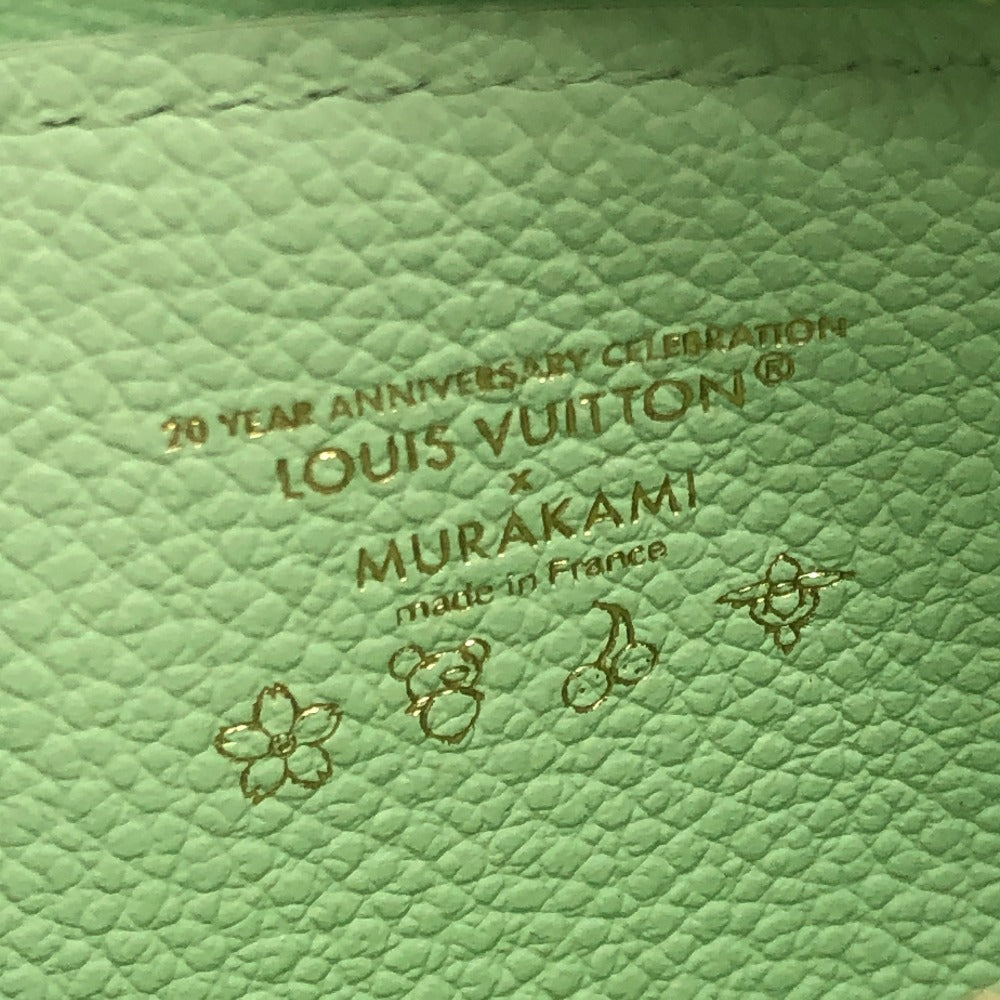 20 YEAR ANNIVERSARY CELEBRATION
LOUIS VUITTON®
x
MURAKAMI
made in France